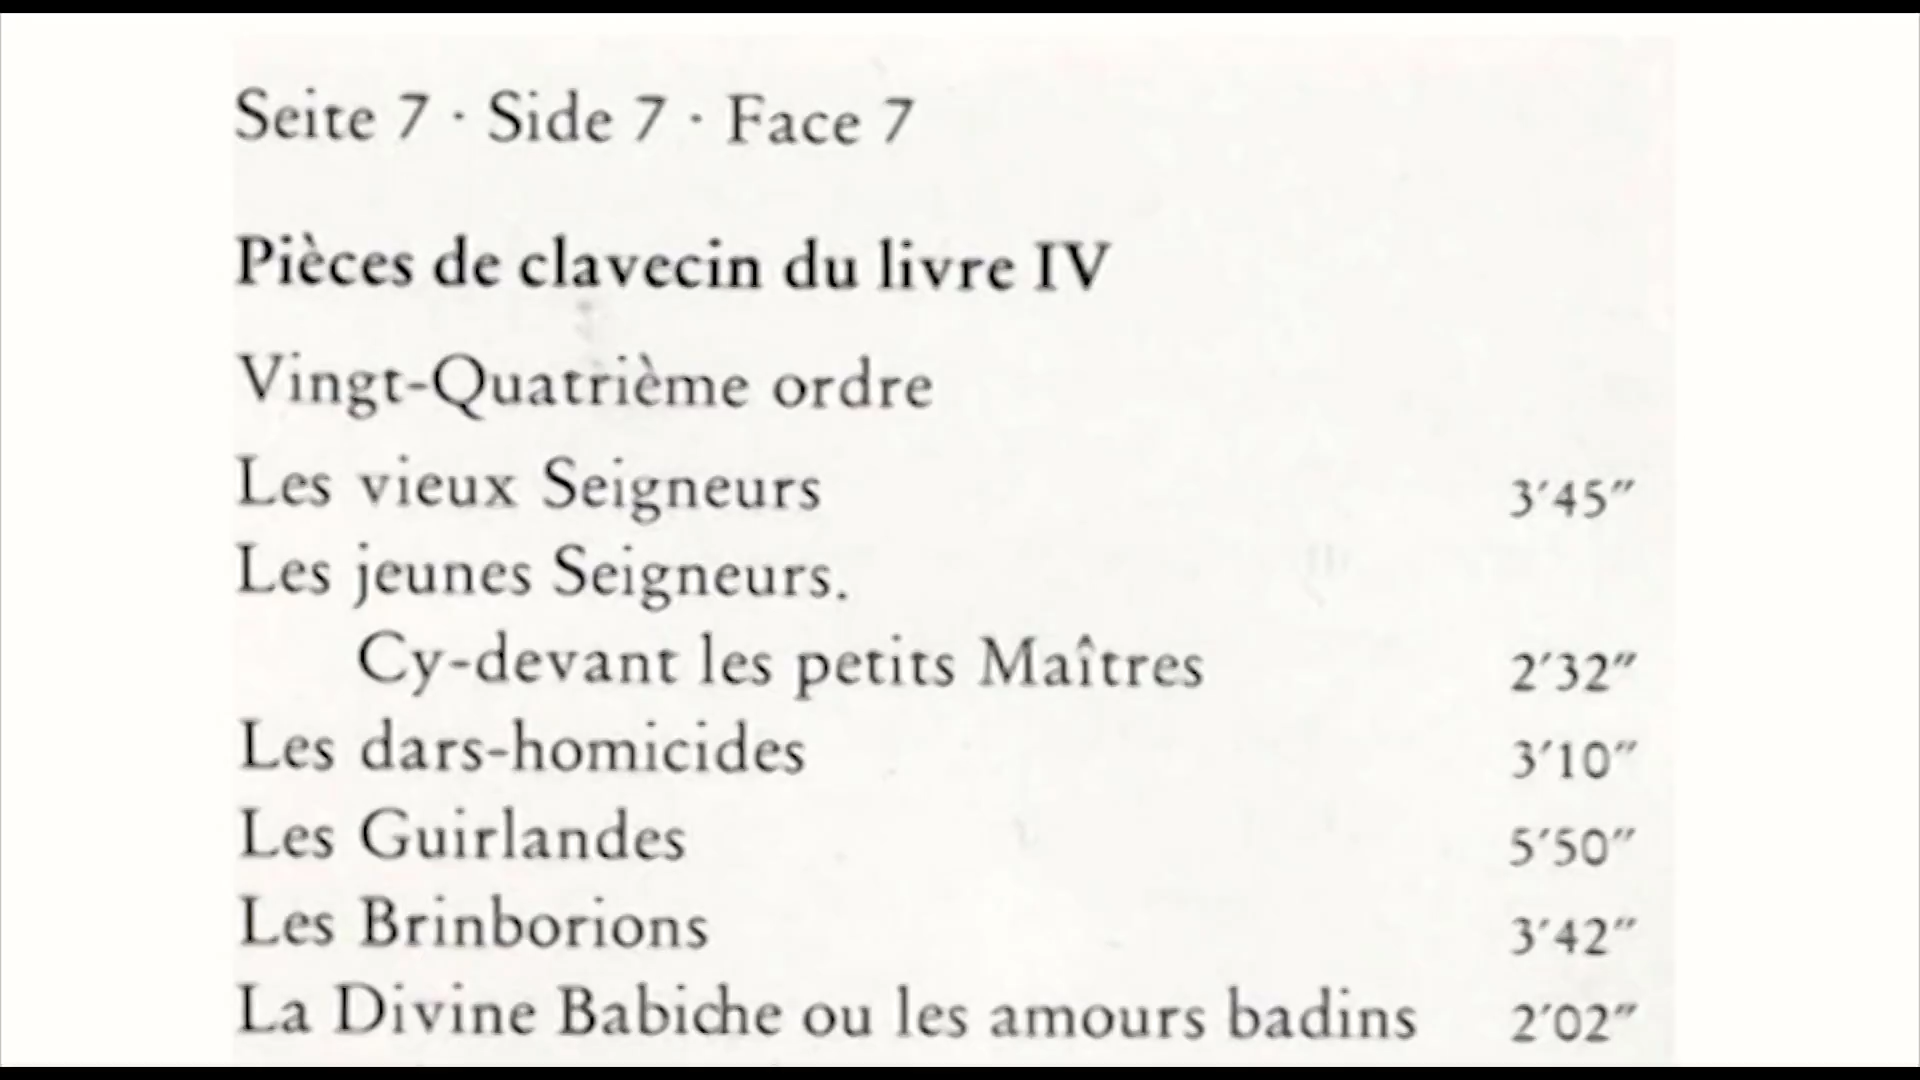 Seite 7 · Side 7 · Face 7
Pièces de clavecin du livre IV
Vingt-Quatrième ordre
Les vieux Seigneurs 3′45″
Les jeunes Seigneurs.
Cy-devant les petits Maîtres 2′32″
Les dars-homicides 3′10″
Les Guirlandes 5′50″
Les Brinborions 3′42″
La Divine Babiche ou les amours badins 2′02″